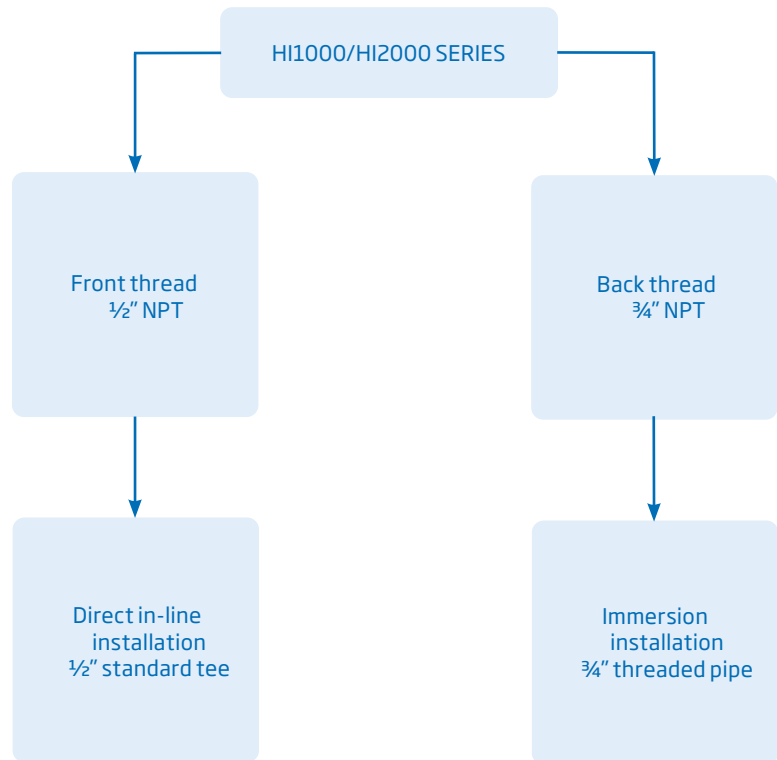 HI1000/HI2000 SERIES
Front thread
½” NPT
Back thread
¾” NPT
Direct in-line
installation
½” standard tee
Immersion
installation
¾” threaded pipe